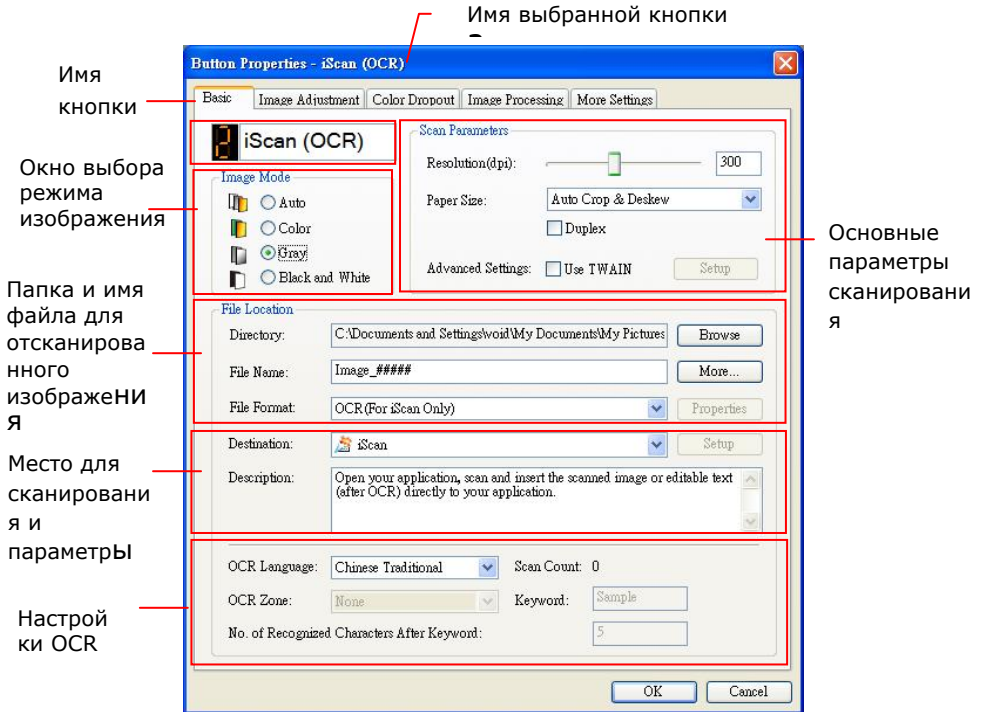 Имя выбранной кнопки
Button Properties - iScan (OCR)
Имя
кнопки
Basic
Image Adjustment
Color Dropout
Image Processing
More Settings
2 iScan (OCR)
Окно выбора
режима
изображения
Image Mode
Auto
Color
Gray
Black and White
Scan Parameters
Resolution(dpi): 300
Paper Size: Auto Crop & Deskew
Duplex
Advanced Settings: Use TWAIN Setup
Основные
параметры
сканировани
я
Папка и имя
файла для
отсканирова
нного
изображеНИ
Я
File Location
Directory: C:\Documents and Settings\void\My Documents\My Pictures Browse
File Name: Image_##### More...
File Format: OCR(For iScan Only) Properties
Место для
сканировани
я и
параметрЫ
Destination: iScan Setup
Description: Open your application, scan and insert the scanned image or editable text
(after OCR) directly to your application.
Настрой
ки OCR
OCR Language: Chinese Traditional Scan Count: 0
OCR Zone: None Keyword: Sample
No. of Recognized Characters After Keyword: 5
OK Cancel